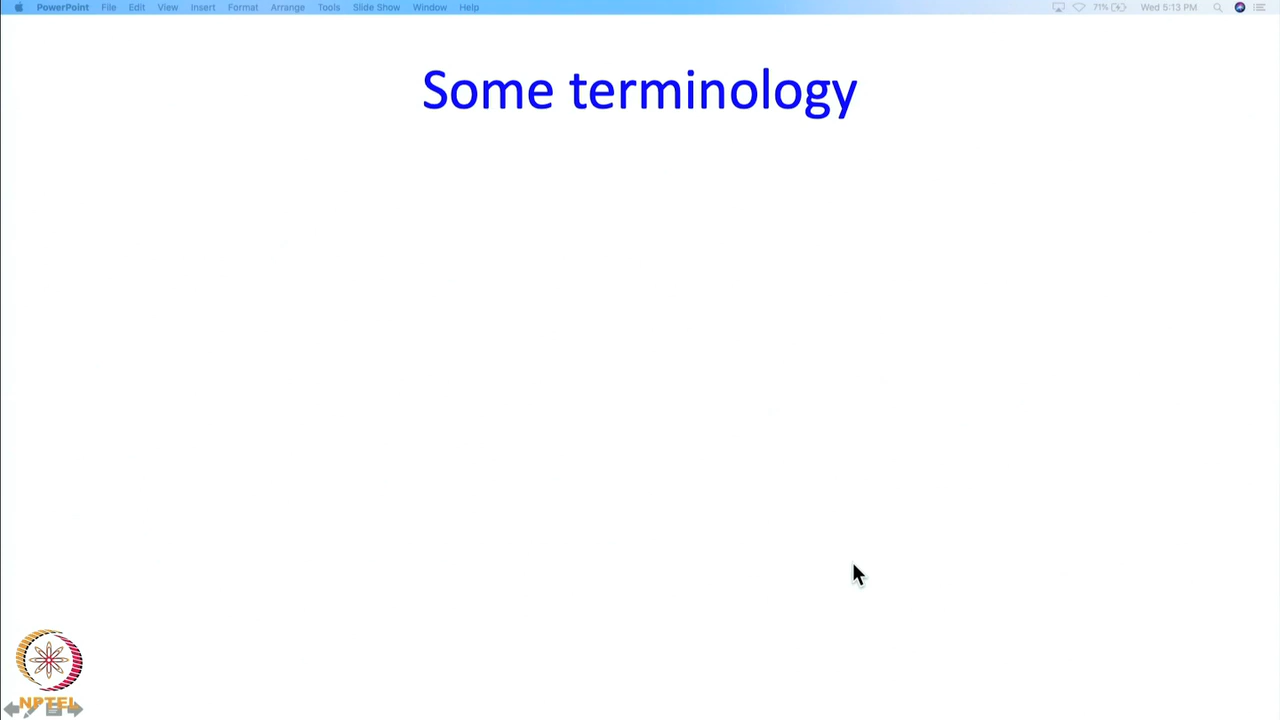 PowerPoint File Edit View Insert Format Arrange Tools Slide Show Window Help 71% Wed 5:13 PM
Some terminology
NPTEL